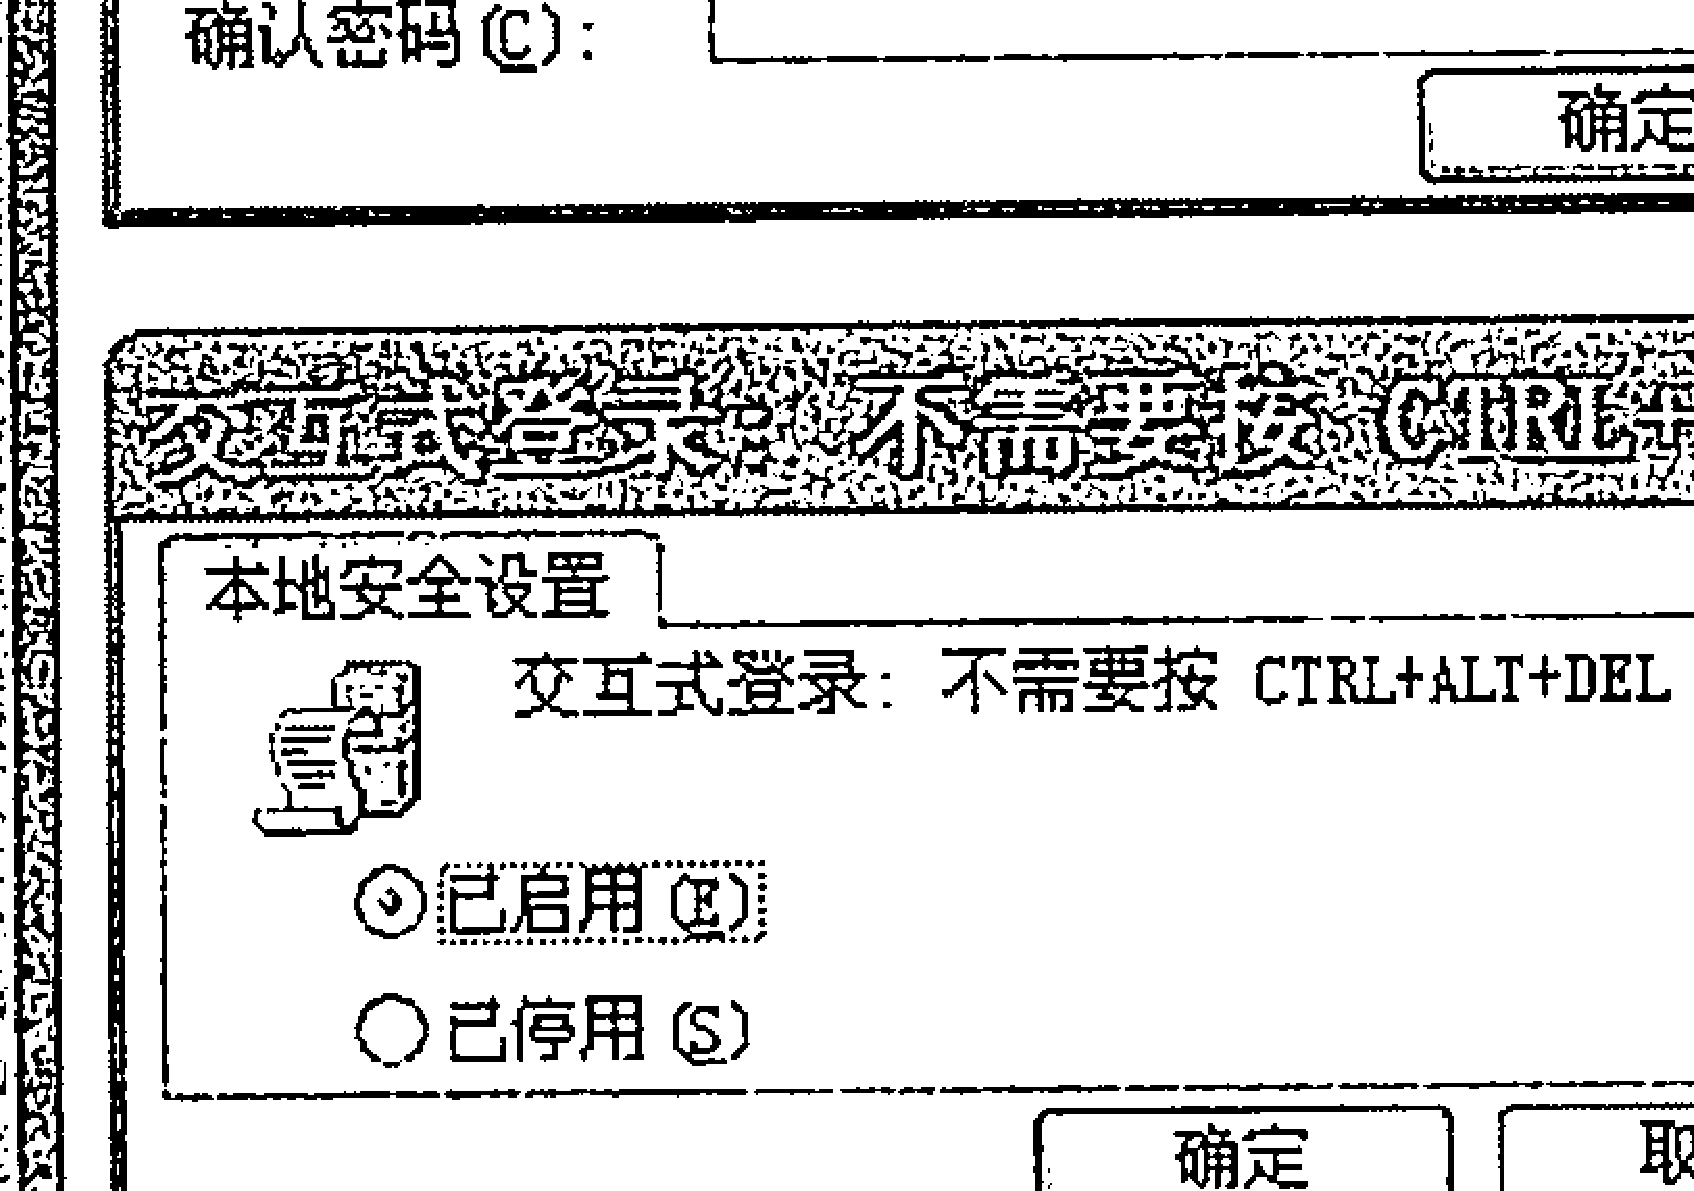 确认密码(C):
确定
交互式登录: 不需要按 CTRL+
本地安全设置
交互式登录: 不需要按 CTRL+ALT+DEL
已启用(E)
已停用(S)
确定
取